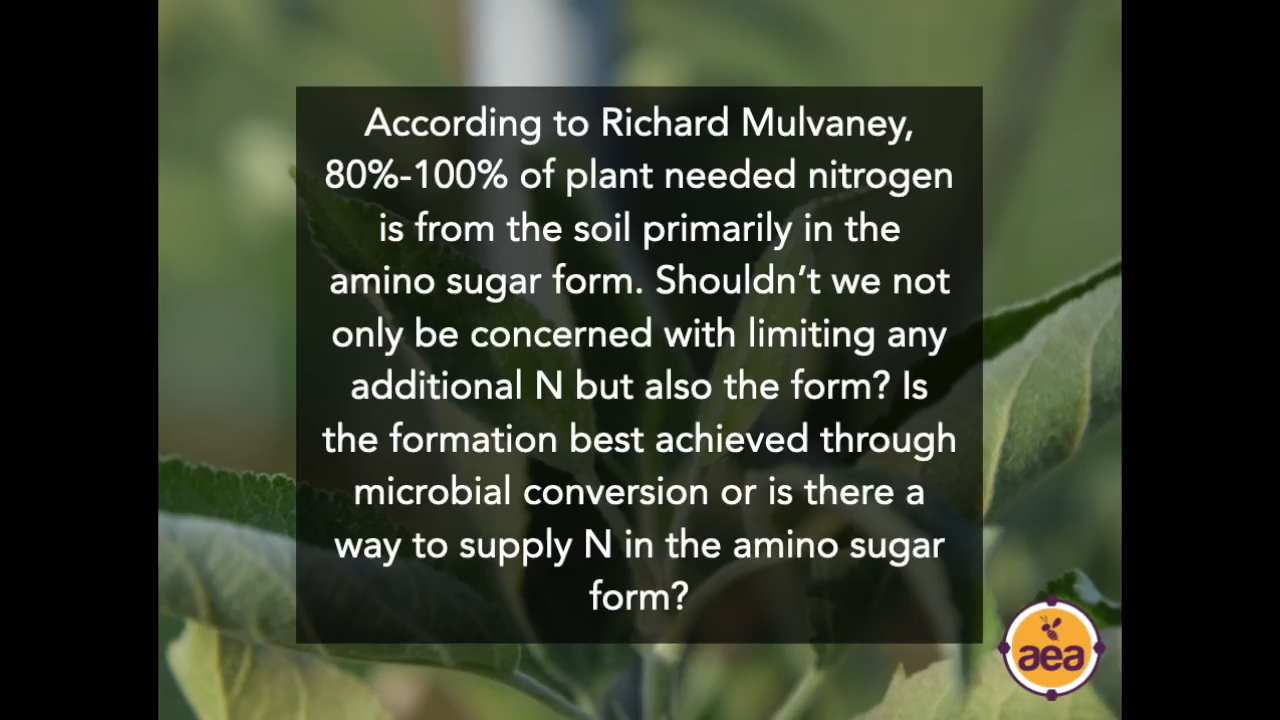 According to Richard Mulvaney,
80%-100% of plant needed nitrogen
is from the soil primarily in the
amino sugar form. Shouldn’t we not
only be concerned with limiting any
additional N but also the form? Is
the formation best achieved through
microbial conversion or is there a
way to supply N in the amino sugar
form?
aea